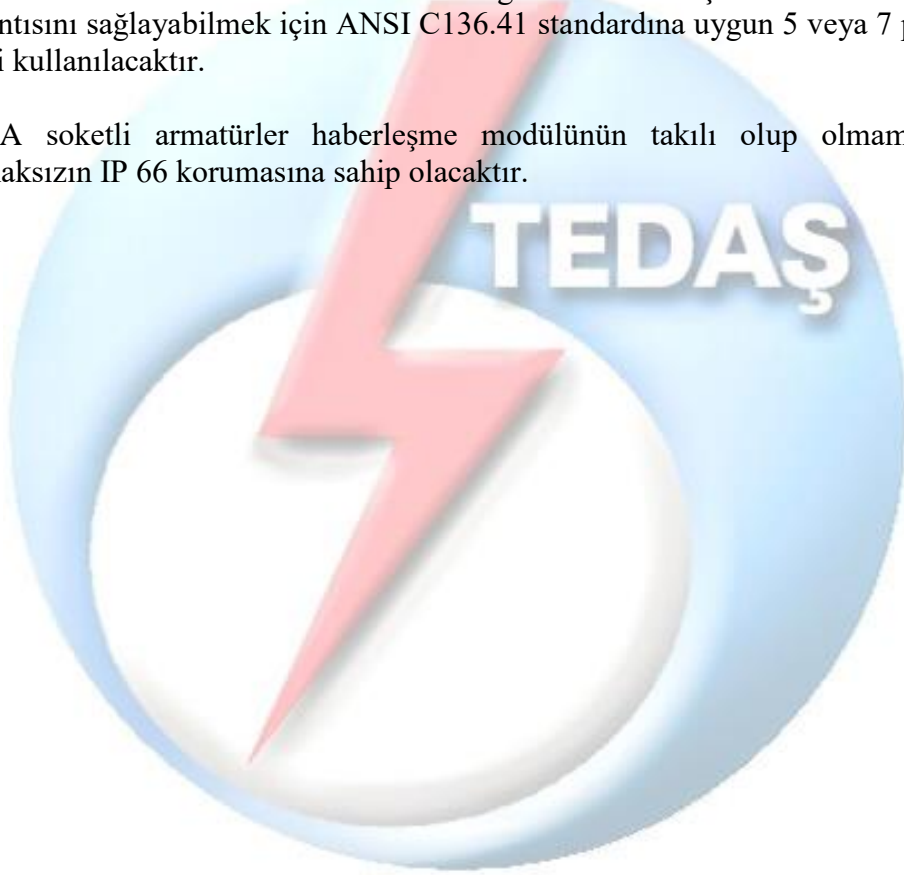 ntısını sağlayabilmek için ANSI C136.41 standardına uygun 5 veya 7 p
i kullanılacaktır.
A soketli armatürler haberleşme modülünün takılı olup olmam
aksızın IP 66 korumasına sahip olacaktır.
TEDAŞ